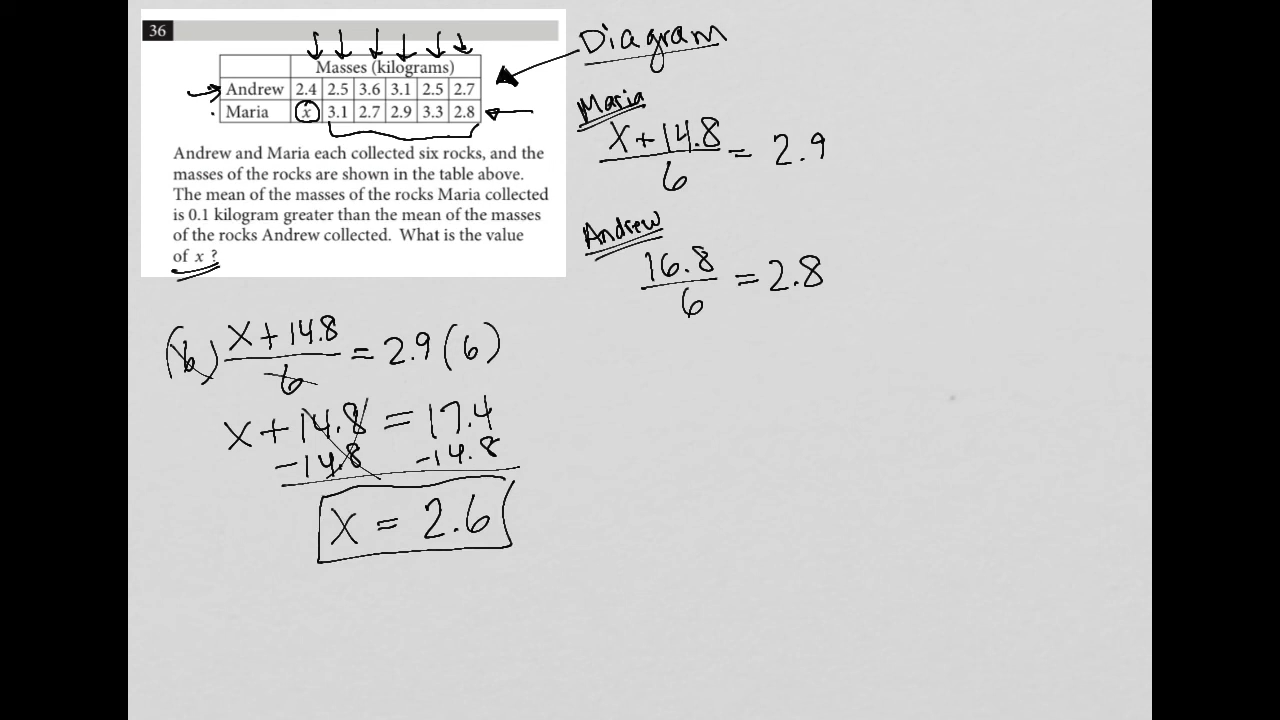 36
Masses (kilograms)
Andrew 2.4 2.5 3.6 3.1 2.5 2.7
Maria x 3.1 2.7 2.9 3.3 2.8
Andrew and Maria each collected six rocks, and the
masses of the rocks are shown in the table above.
The mean of the masses of the rocks Maria collected
is 0.1 kilogram greater than the mean of the masses
of the rocks Andrew collected. What is the value
of x ?
Diagram
Maria
x + 14.8
6
= 2.9
Andrew
16.8
6
= 2.8
(6) x + 14.8
6
= 2.9 (6)
x + 14.8 = 17.4
-14.8 -14.8
x = 2.6